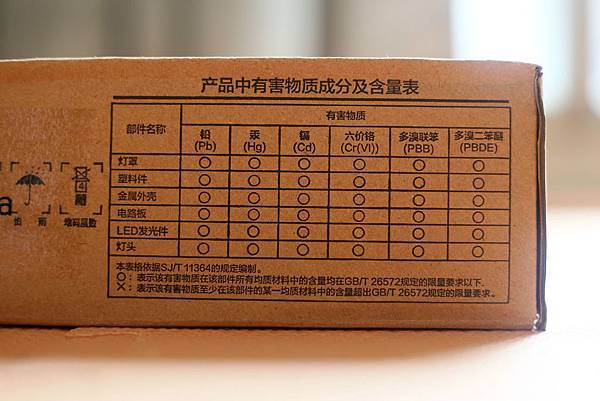 产品中有害物质成分及含量表
部件名称 有害物质
铅 汞 镉 六价铬 多溴联苯 多溴二苯醚
(Pb) (Hg) (Cd) (Cr(VI)) (PBB) (PBDE)
灯罩 ○ ○ ○ ○ ○ ○
塑料件 ○ ○ ○ ○ ○ ○
金属外壳 ○ ○ ○ ○ ○ ○
电路板 ○ ○ ○ ○ ○ ○
LED发光件 ○ ○ ○ ○ ○ ○
灯头 ○ ○ ○ ○ ○ ○
本表格依据SJ/T 11364的规定编制。
○：表示该有害物质在该部件所有均质材料中的含量均在GB/T 26572规定的限量要求以下.
×：表示该有害物质至少在该部件的某一均质材料中的含量超出GB/T 26572规定的限量要求。
a
4
雨
堆码层数